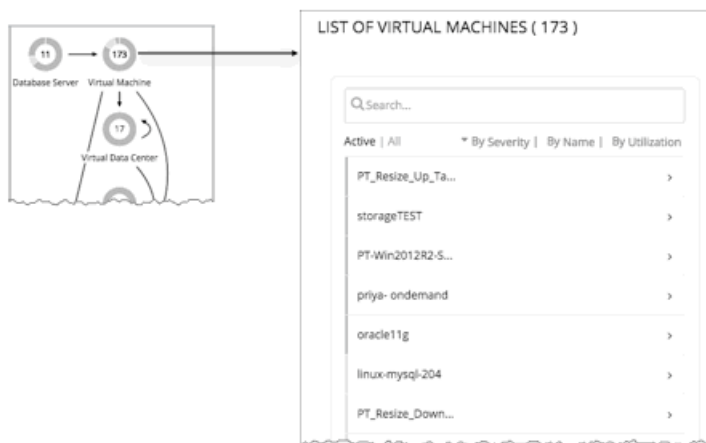 11
173
Database Server
Virtual Machine
17
Virtual Data Center
LIST OF VIRTUAL MACHINES ( 173 )
Search...
Active | All
By Severity | By Name | By Utilization
PT_Resize_Up_Ta...
storageTEST
PT-Win2012R2-S...
priya- ondemand
oracle11g
linux-mysql-204
PT_Resize_Down...